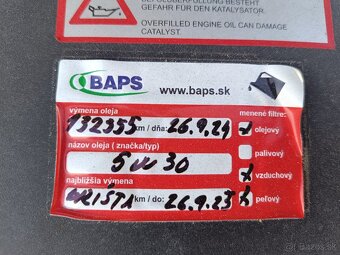 GEFAHR FÜR DEN KATALYSATOR.
OVERFILLED ENGINE OIL CAN DAMAGE
CATALYST.
BAPS
www.baps.sk
výmena oleja
menené filtre:
132355 km / dňa: 26.9.24
olejový
názov oleja ( značka/typ)
palivový
5W30
vzduchový
najbližšia výmena
km / do: 26.9.25
peľový